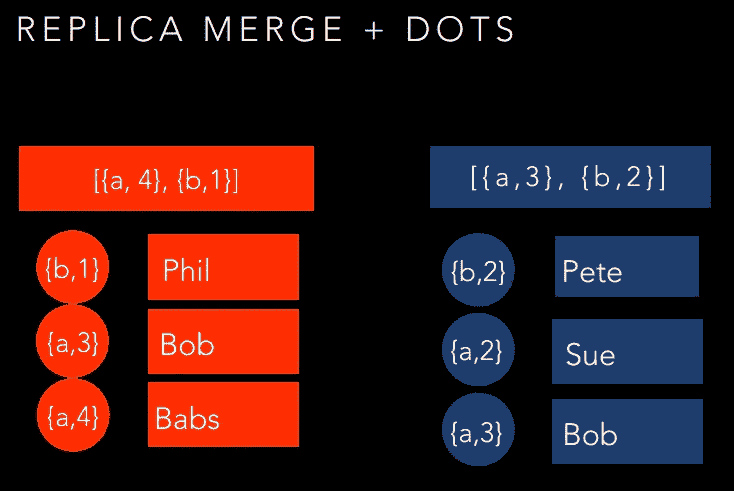 REPLICA MERGE + DOTS
[{a, 4}, {b,1}]
{b,1} Phil
{a,3} Bob
{a,4} Babs
[{a,3}, {b,2}]
{b,2} Pete
{a,2} Sue
{a,3} Bob